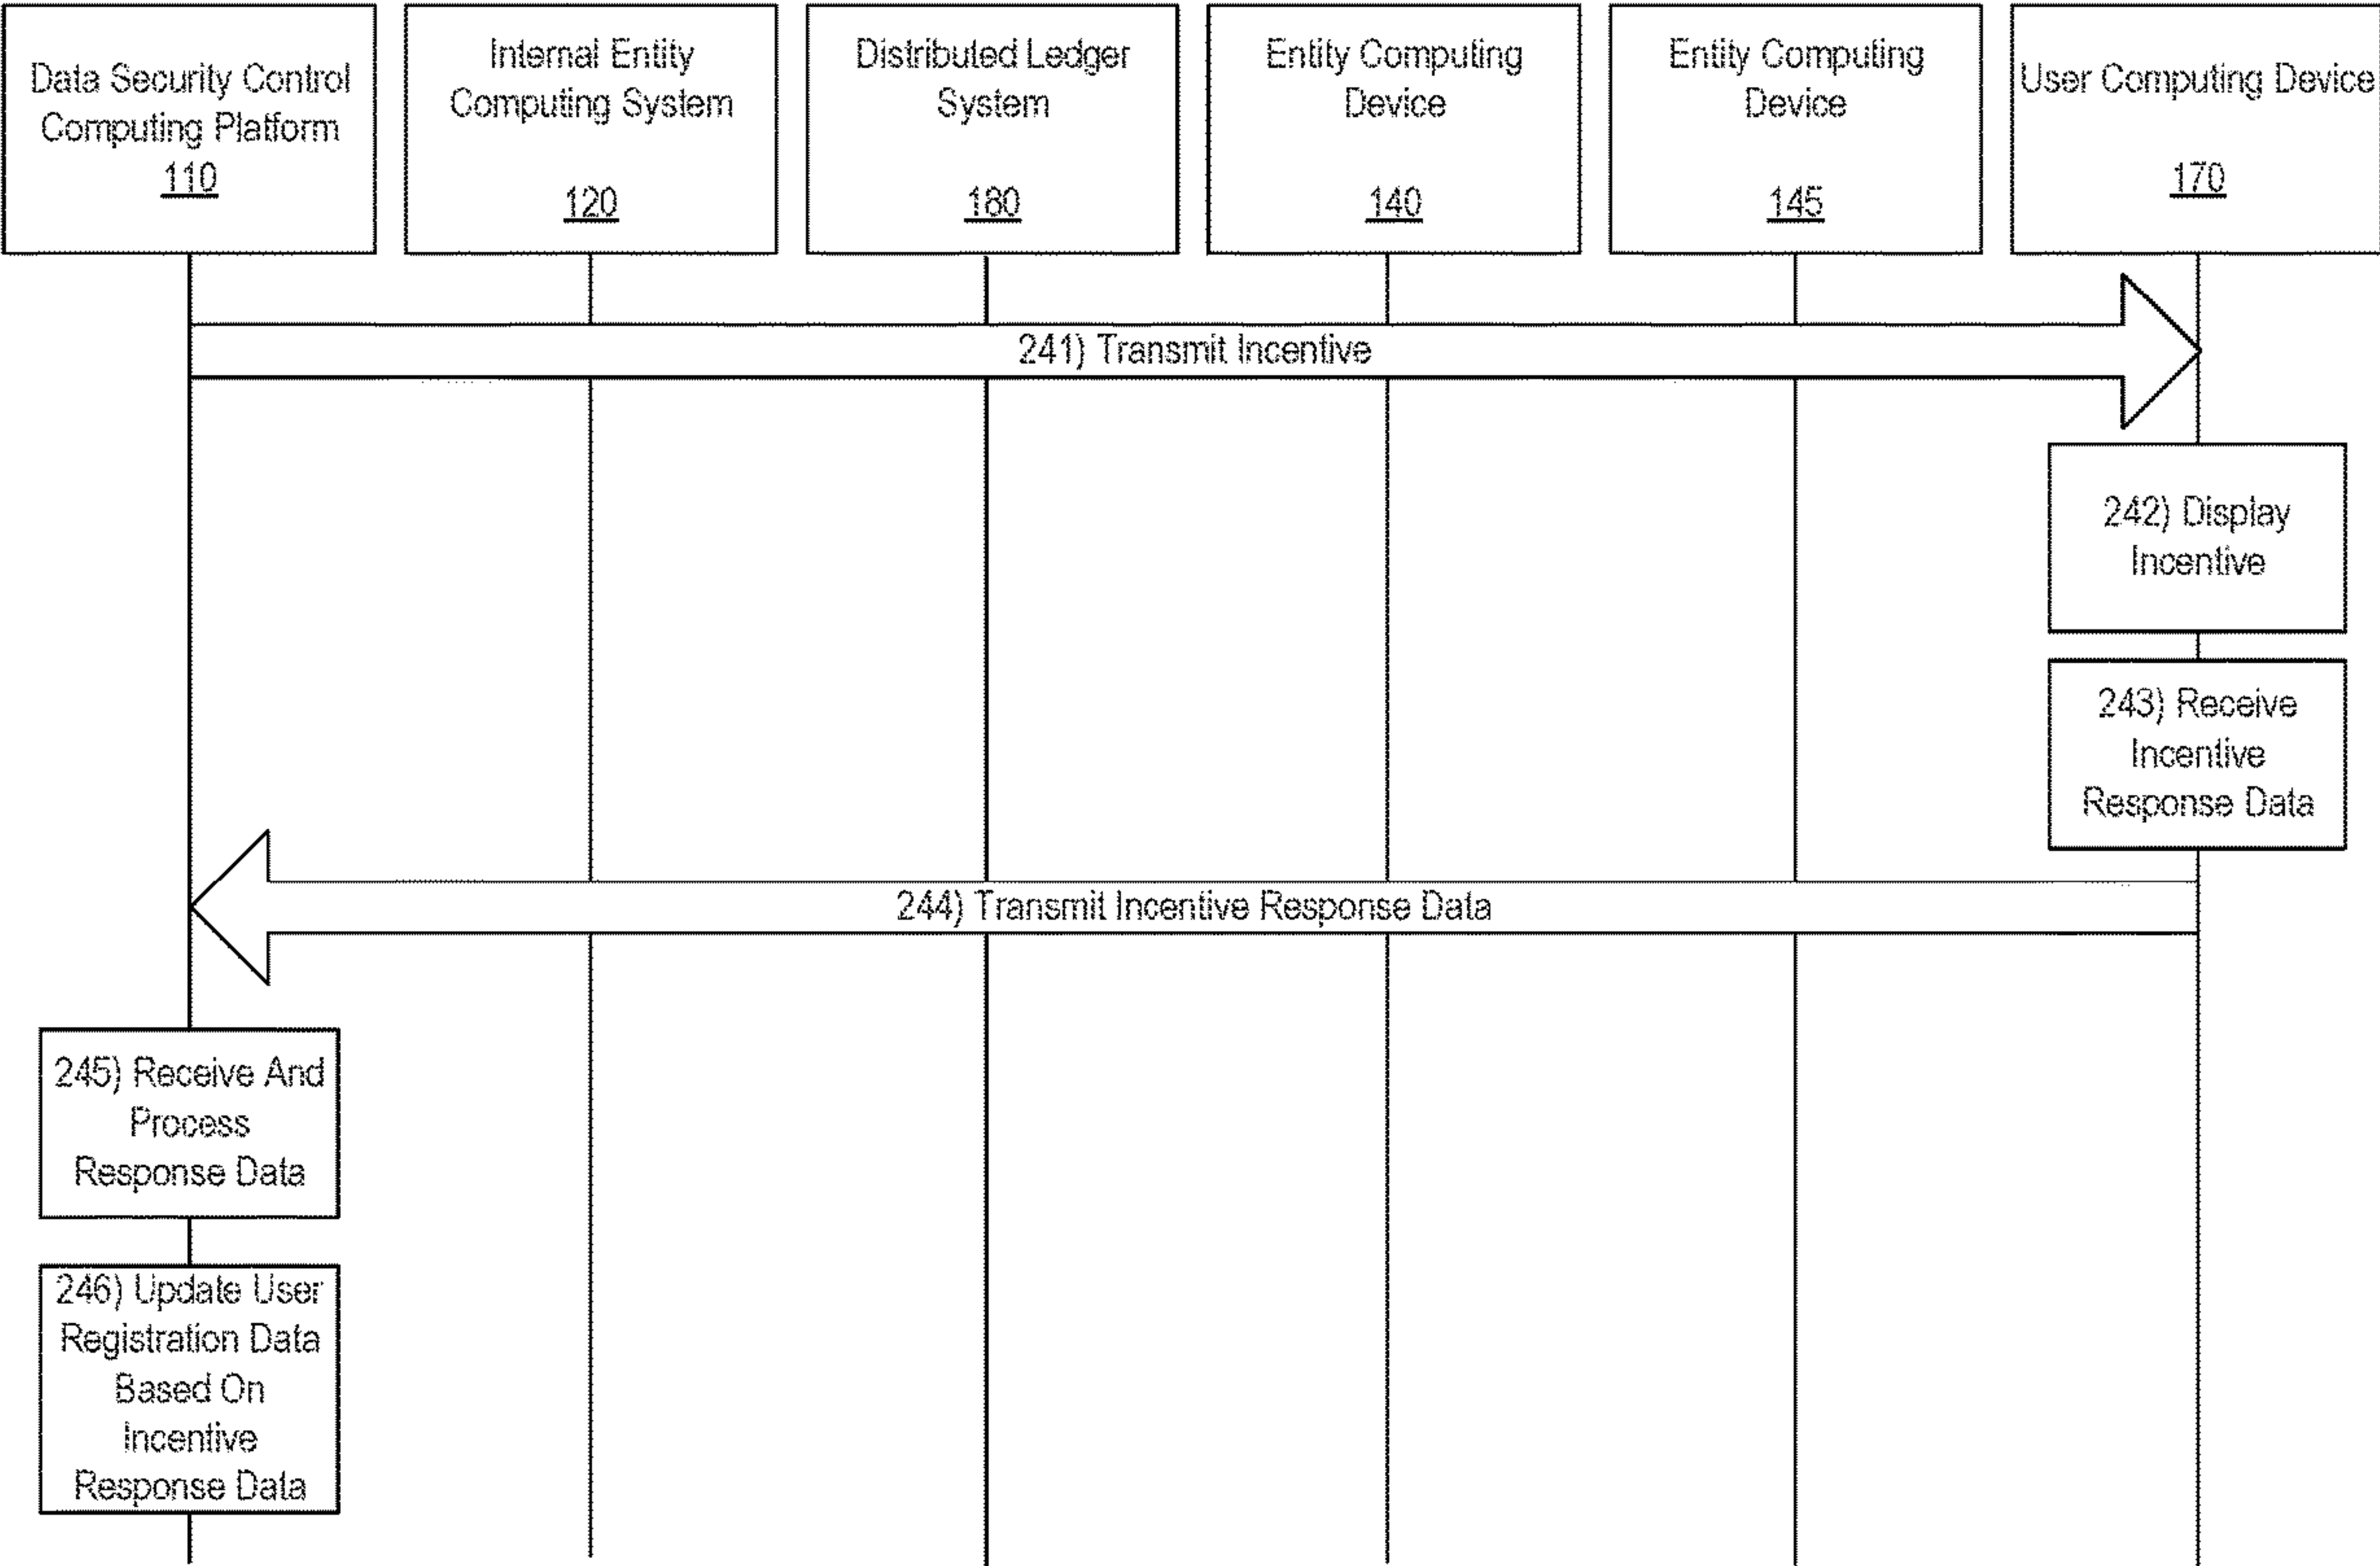 Data Security Control
Computing Platform
110
Internal Entity
Computing System
120
Distributed Ledger
System
180
Entity Computing
Device
140
Entity Computing
Device
145
User Computing Device
170
241) Transmit Incentive
242) Display
Incentive
243) Receive
Incentive
Response Data
244) Transmit Incentive Response Data
245) Receive And
Process
Response Data
246) Update User
Registration Data
Based On
Incentive
Response Data